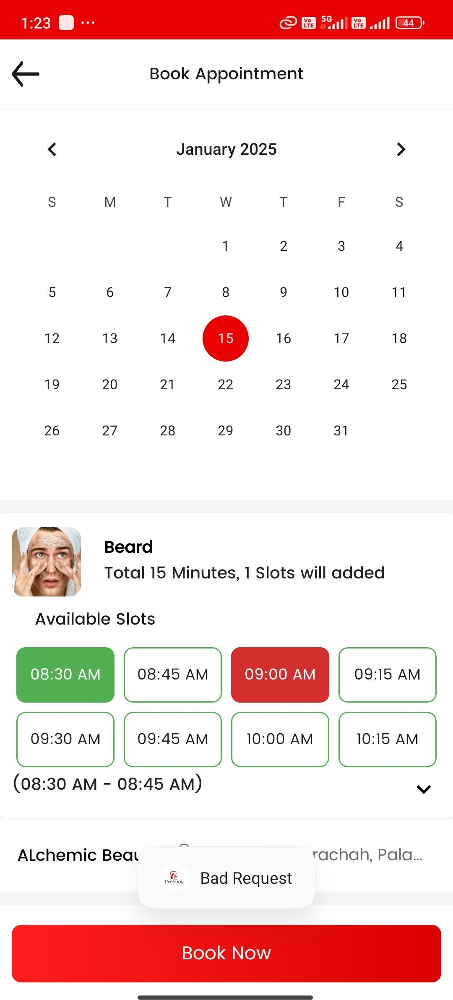 1:23 ... Vo LTE 5G Vo LTE 44
Book Appointment
January 2025
S M T W T F S
1 2 3 4
5 6 7 8 9 10 11
12 13 14 15 16 17 18
19 20 21 22 23 24 25
26 27 28 29 30 31
Beard
Total 15 Minutes, 1 Slots will added
Available Slots
08:30 AM 08:45 AM 09:00 AM 09:15 AM
09:30 AM 09:45 AM 10:00 AM 10:15 AM
(08:30 AM - 08:45 AM)
ALchemic Beau rachah, Pala...
Prebook Bad Request
Book Now